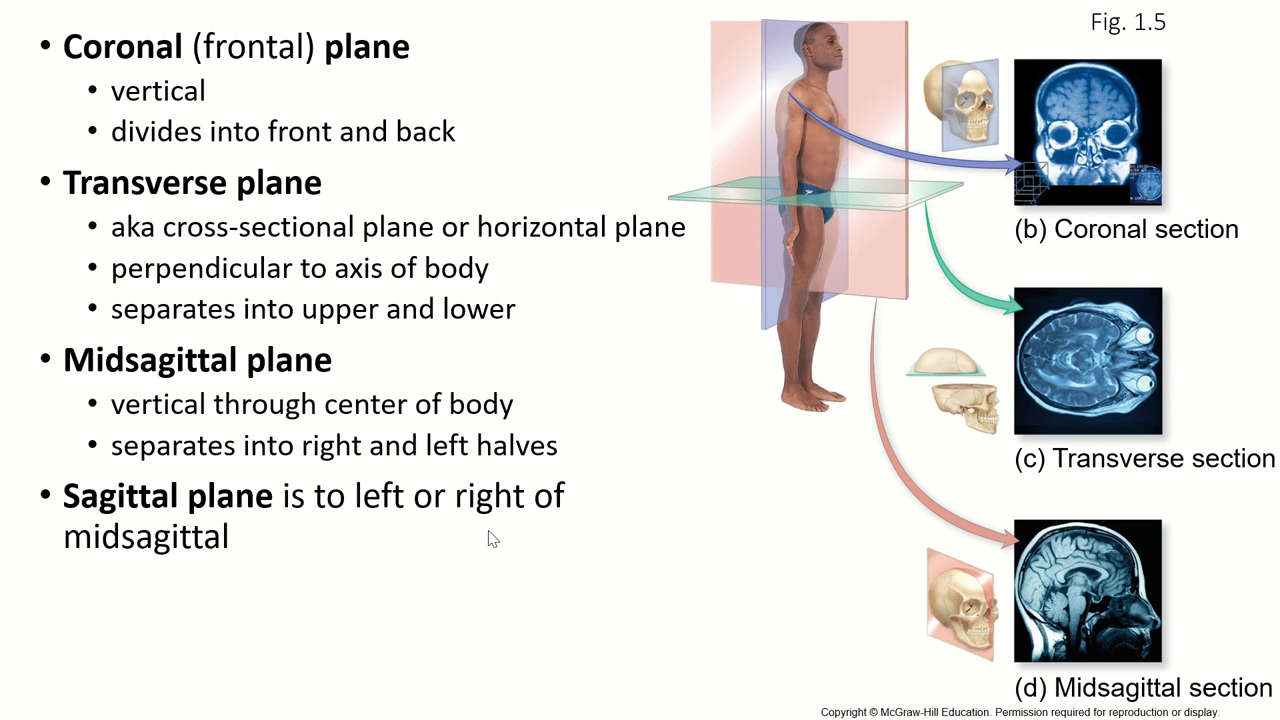 Fig. 1.5
• Coronal (frontal) plane
• vertical
• divides into front and back
• Transverse plane
• aka cross-sectional plane or horizontal plane
• perpendicular to axis of body
• separates into upper and lower
• Midsagittal plane
• vertical through center of body
• separates into right and left halves
• Sagittal plane is to left or right of
midsagittal
(b) Coronal section
(c) Transverse section
(d) Midsagittal section
Copyright © McGraw-Hill Education. Permission required for reproduction or display.